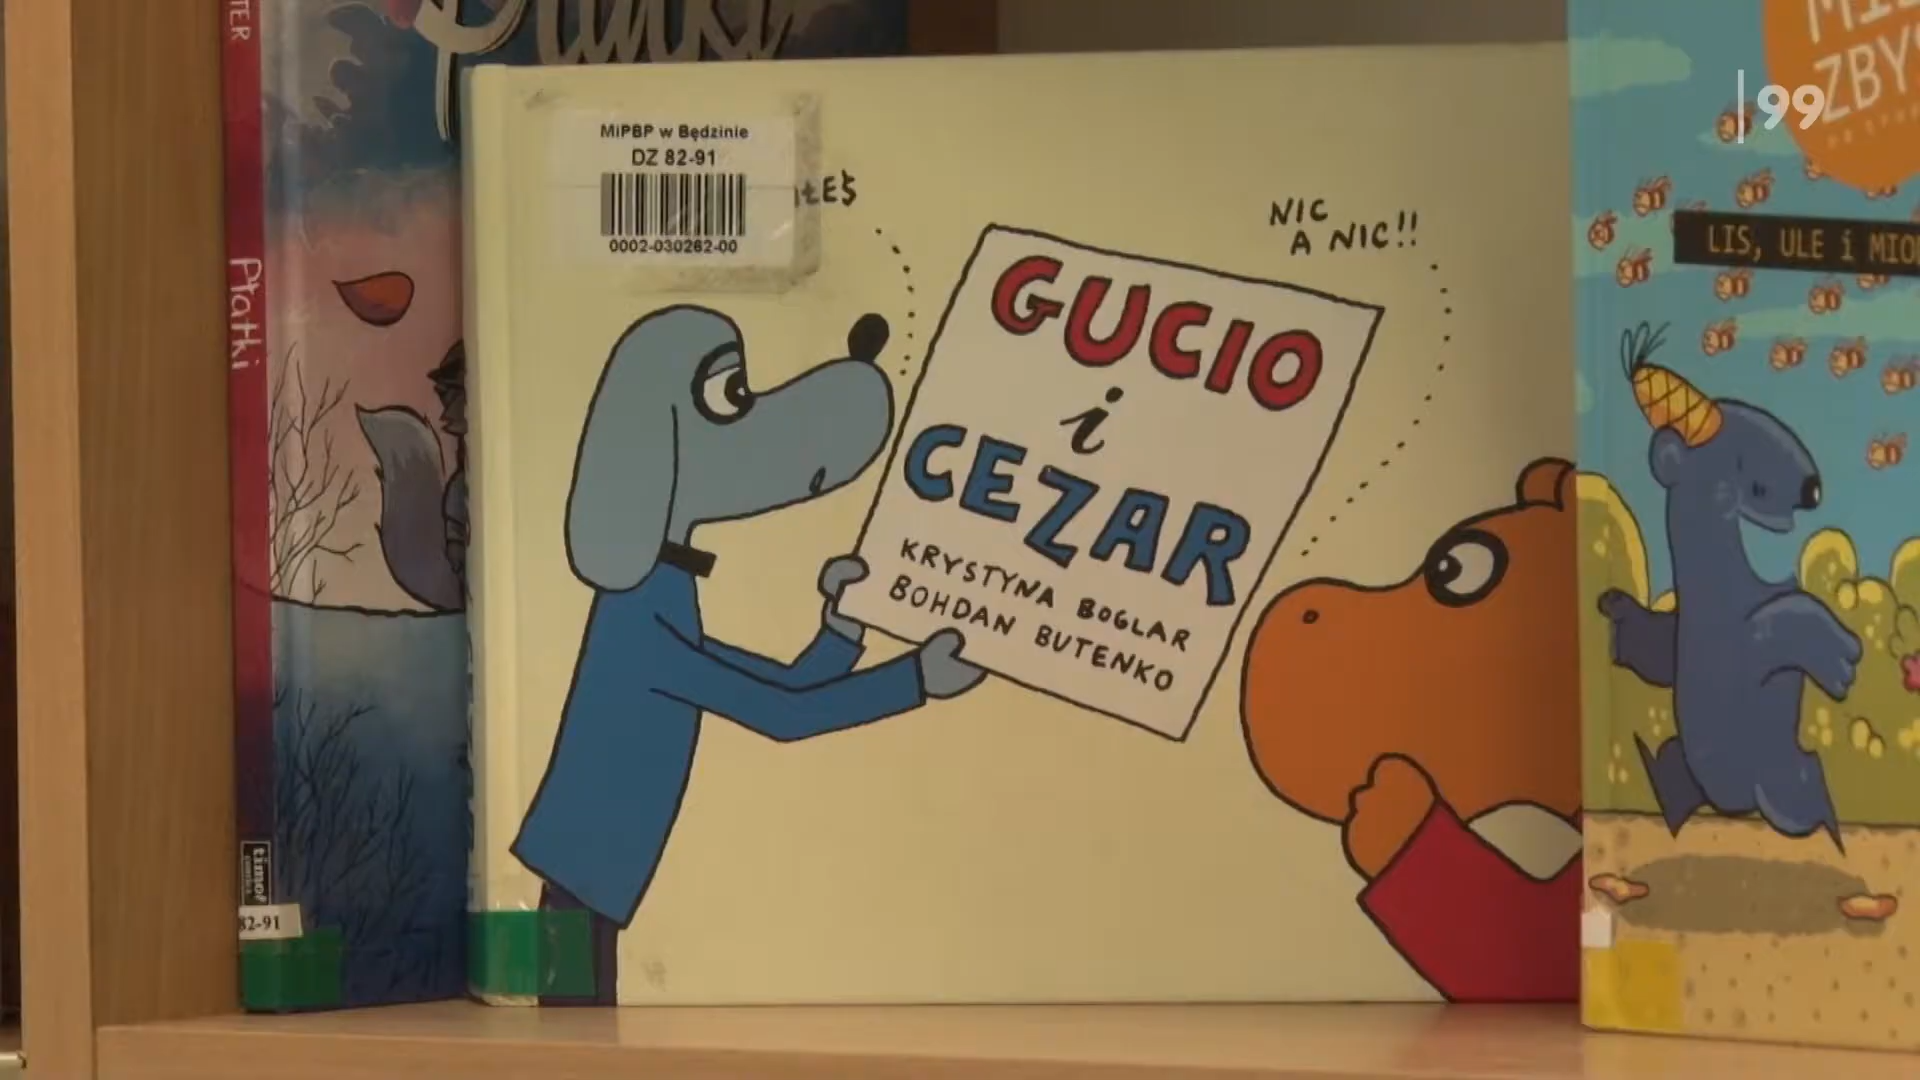 Płatki
MiPBP w Będzinie
DZ 82-91
0002-030262-00
NIC
A NIC!!
GUCIO
i
CEZAR
KRYSTYNA BOGLAR
BOHDAN BUTENKO
LIS, ULE i
99
timof
82-91